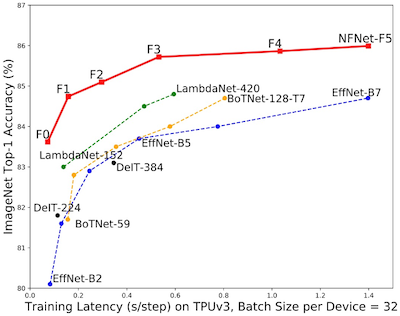 87
86
85
84
83
82
81
80
ImageNet Top-1 Accuracy (%)
NFNet-F5
F4
F3
F2
F1
F0
LambdaNet-420
BoTNet-128-T7
EffNet-B7
EffNet-B5
LambdaNet-152
DeIT-384
DeIT-224
BoTNet-59
EffNet-B2
0.0 0.2 0.4 0.6 0.8 1.0 1.2 1.4
Training Latency (s/step) on TPUv3, Batch Size per Device = 32